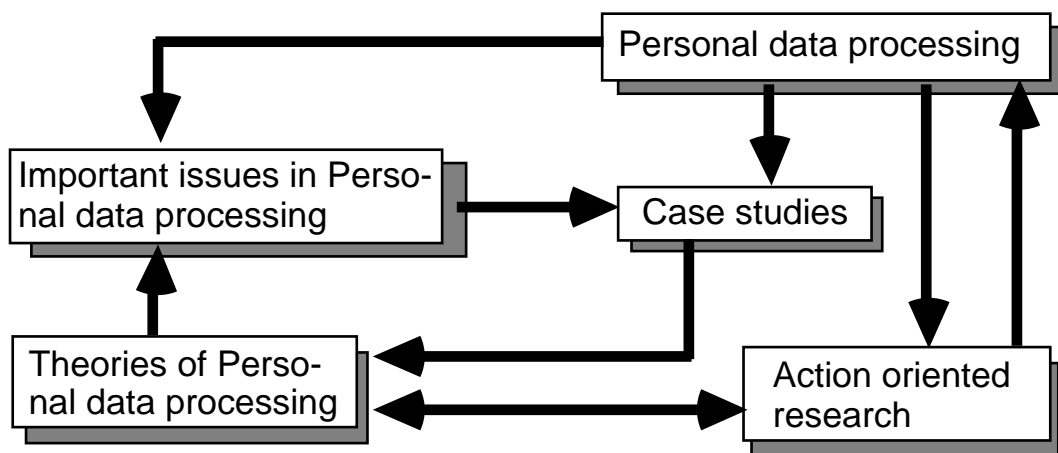 Personal data processing
Important issues in Perso-
nal data processing
Case studies
Theories of Perso-
nal data processing
Action oriented
research